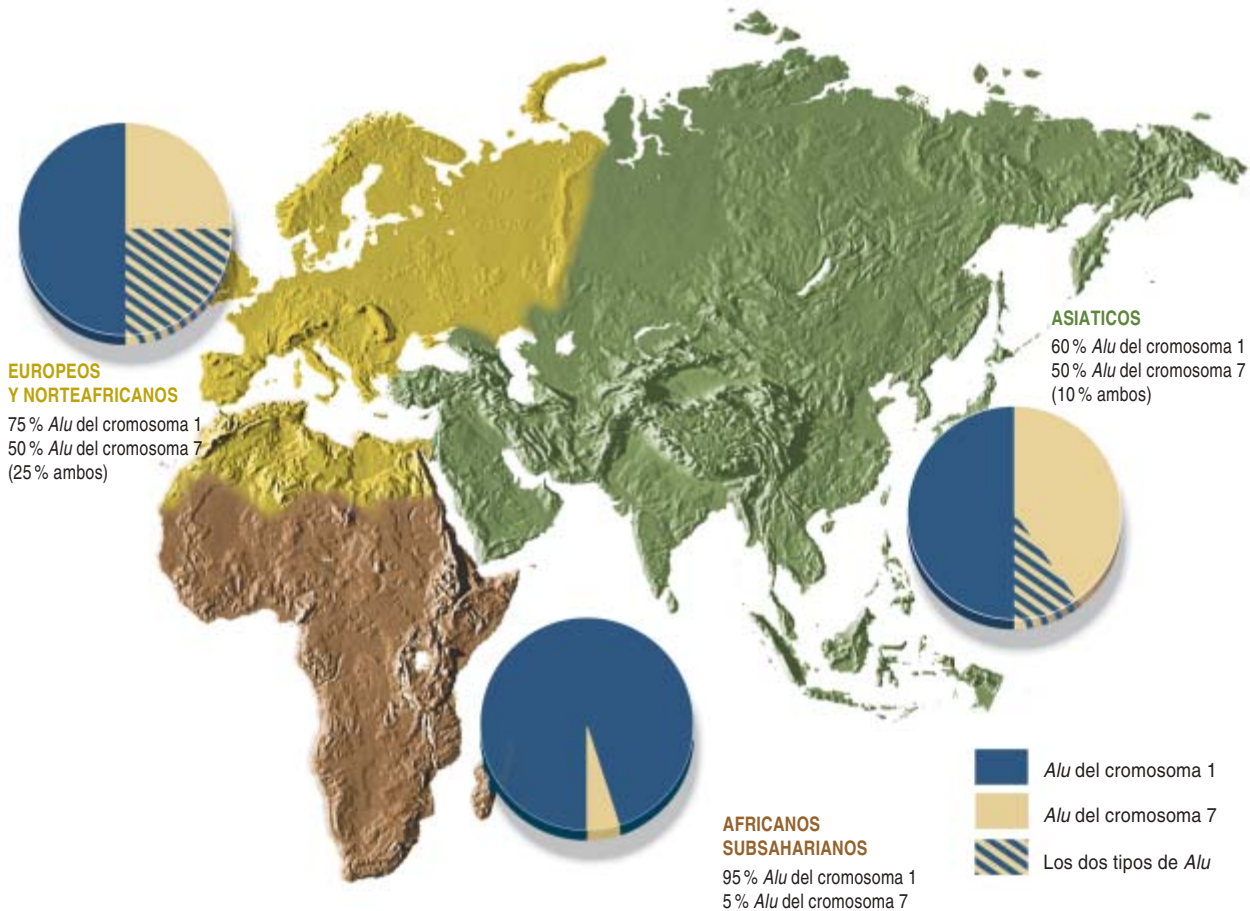 EUROPEOS
Y NORTEAFRICANOS
75 % Alu del cromosoma 1
50 % Alu del cromosoma 7
(25 % ambos)
ASIATICOS
60 % Alu del cromosoma 1
50 % Alu del cromosoma 7
(10 % ambos)
AFRICANOS
SUBSAHARIANOS
95 % Alu del cromosoma 1
5 % Alu del cromosoma 7
Alu del cromosoma 1
Alu del cromosoma 7
Los dos tipos de Alu